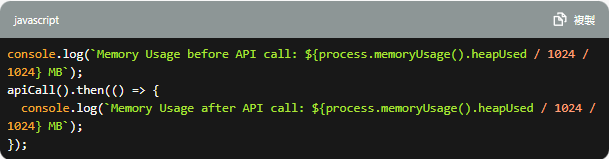 javascript
複製
console.log(`Memory Usage before API call: ${process.memoryUsage().heapUsed / 1024 /
1024} MB`);
apiCall().then(() => {
  console.log(`Memory Usage after API call: ${process.memoryUsage().heapUsed / 1024 /
1024} MB`);
});